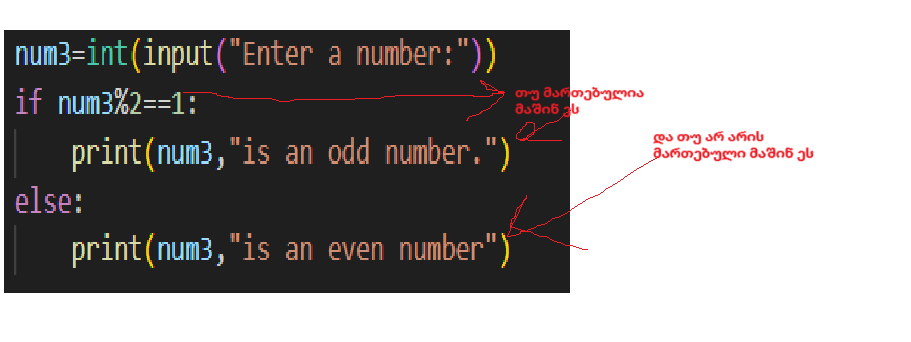 num3=int(input("Enter a number:"))
if num3%2==1:
print(num3,"is an odd number.")
else:
print(num3,"is an even number")
თუ მართებულია
მაშინ ეს
და თუ არ არის
მართებული მაშინ ეს